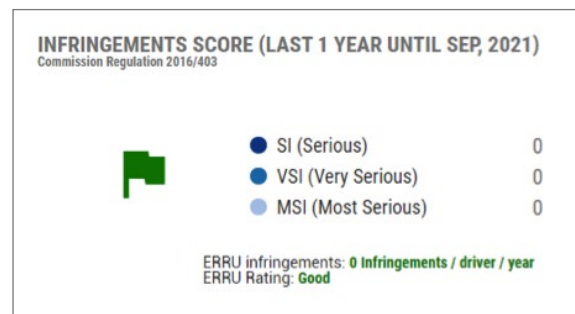 INFRINGEMENTS SCORE (LAST 1 YEAR UNTIL SEP, 2021)
Commission Regulation 2016/403
SI (Serious) 0
VSI (Very Serious) 0
MSI (Most Serious) 0
ERRU infringements: 0 Infringements / driver / year
ERRU Rating: Good